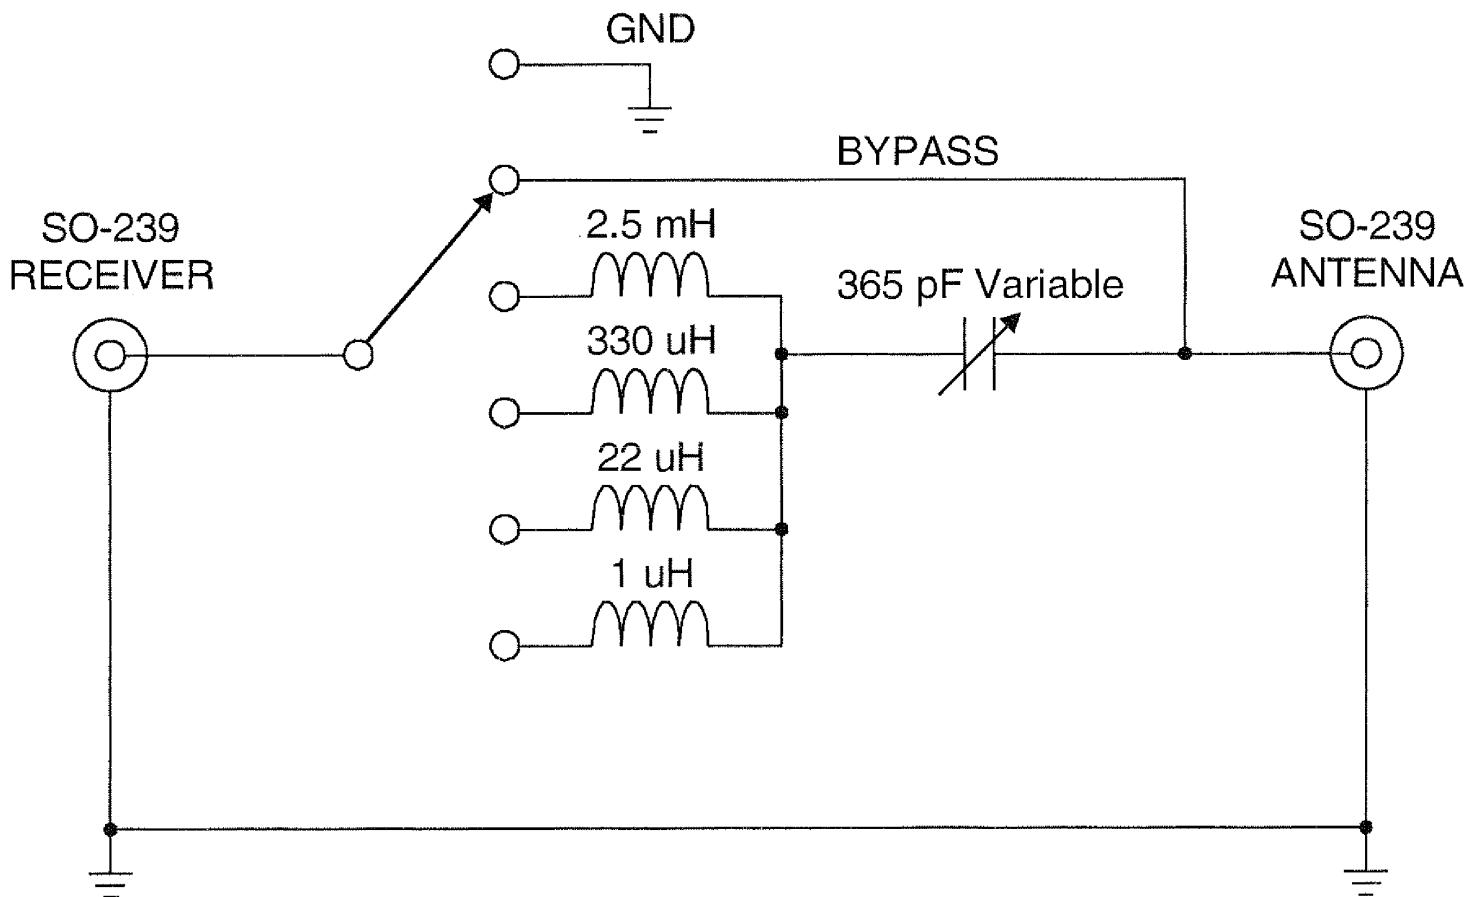 GND
BYPASS
SO-239
RECEIVER
2.5 mH
365 pF Variable
SO-239
ANTENNA
330 uH
22 uH
1 uH